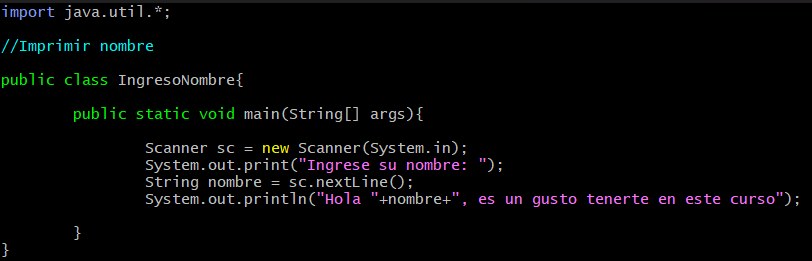 import java.util.*;
//Imprimir nombre
public class IngresoNombre{
public static void main(String[] args){
Scanner sc = new Scanner(System.in);
System.out.print("Ingrese su nombre: ");
String nombre = sc.nextLine();
System.out.println("Hola "+nombre+", es un gusto tenerte en este curso");
}
}